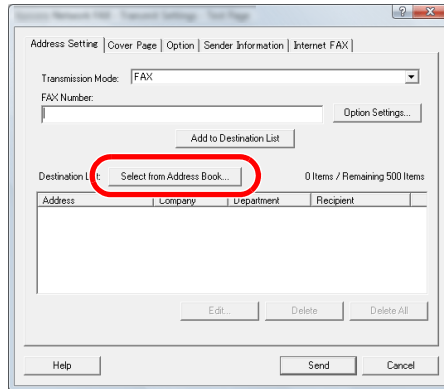 Address Setting Cover Page Option Sender Information Internet FAX
Transmission Mode: FAX
FAX Number:
Option Settings...
Add to Destination List
Destination Select from Address Book... 0 Items / Remaining 500 Items
Address Company Department Recipient
Edit... Delete Delete All
Help Send Cancel